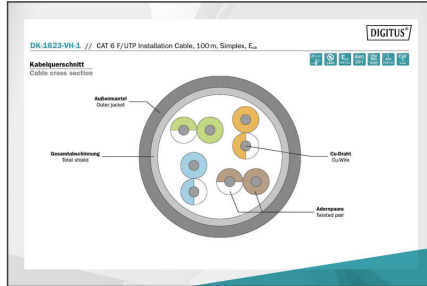 DIGITUS®
DK-1623-VH-1 // CAT 6 F/UTP Installation Cable, 100 m, Simplex, Eca
Kabelquerschnitt
Cable cross section
Außenmantel
Outer jacket
Gesamtabschirmung
Total shield
Cu-Draht
Cu-Wire
Adernpaare
Twisted pair